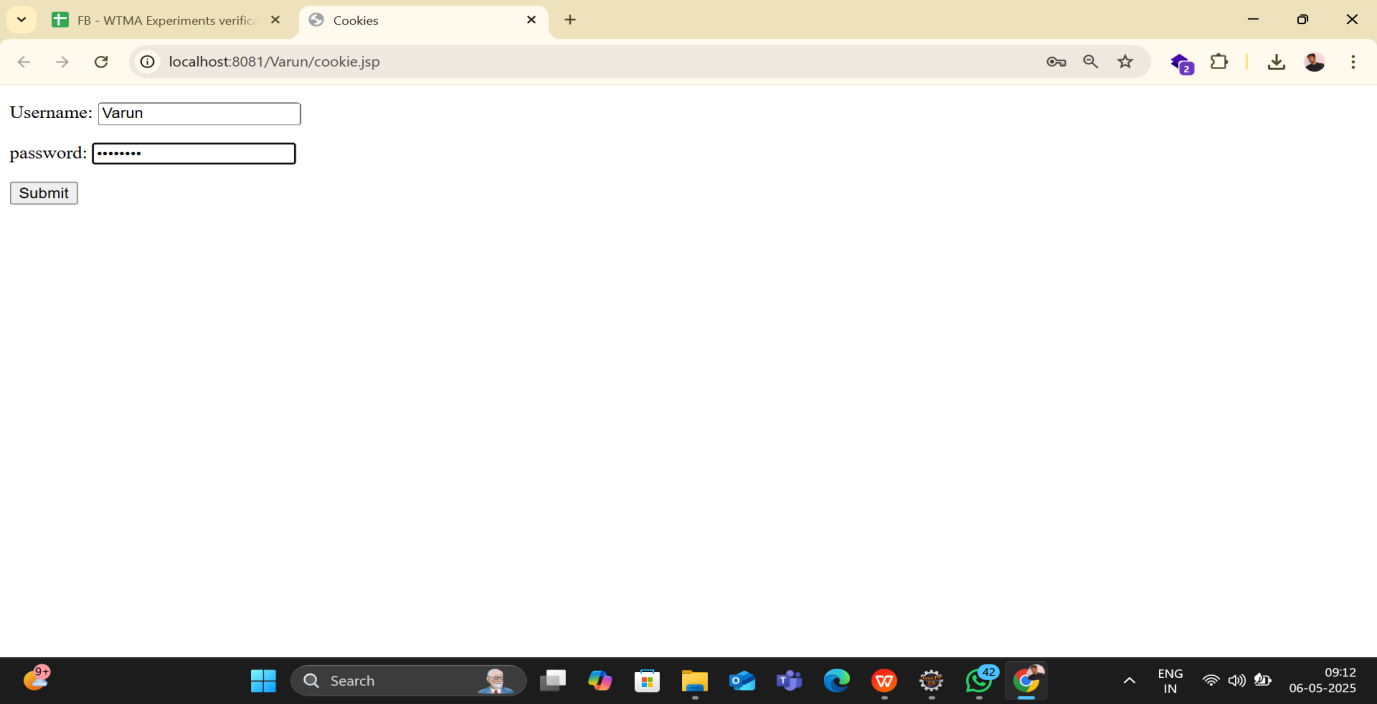 FB - WTMA Experiments verific
Cookies
localhost:8081/Varun/cookie.jsp
2
Username: Varun
password: ••••••••
Submit
9+
Search
42
ENG
IN
09:12
06-05-2025